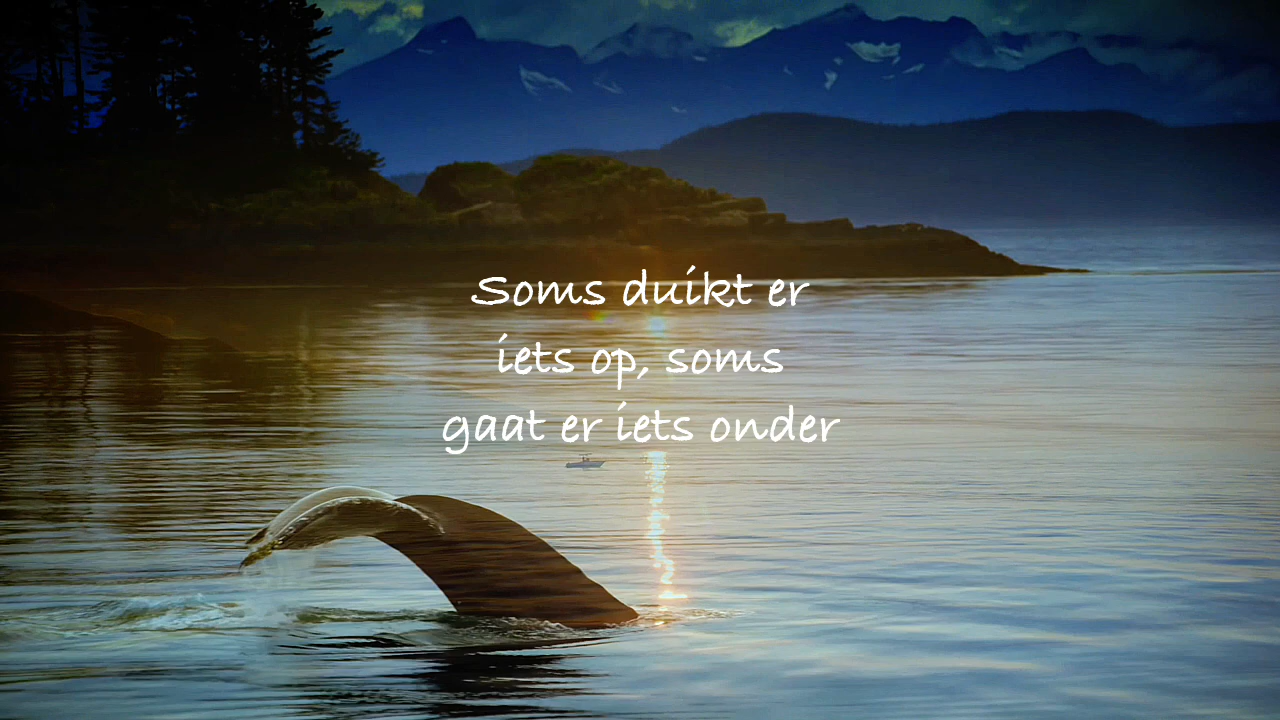 Soms duikt er
iets op, soms
gaat er iets onder